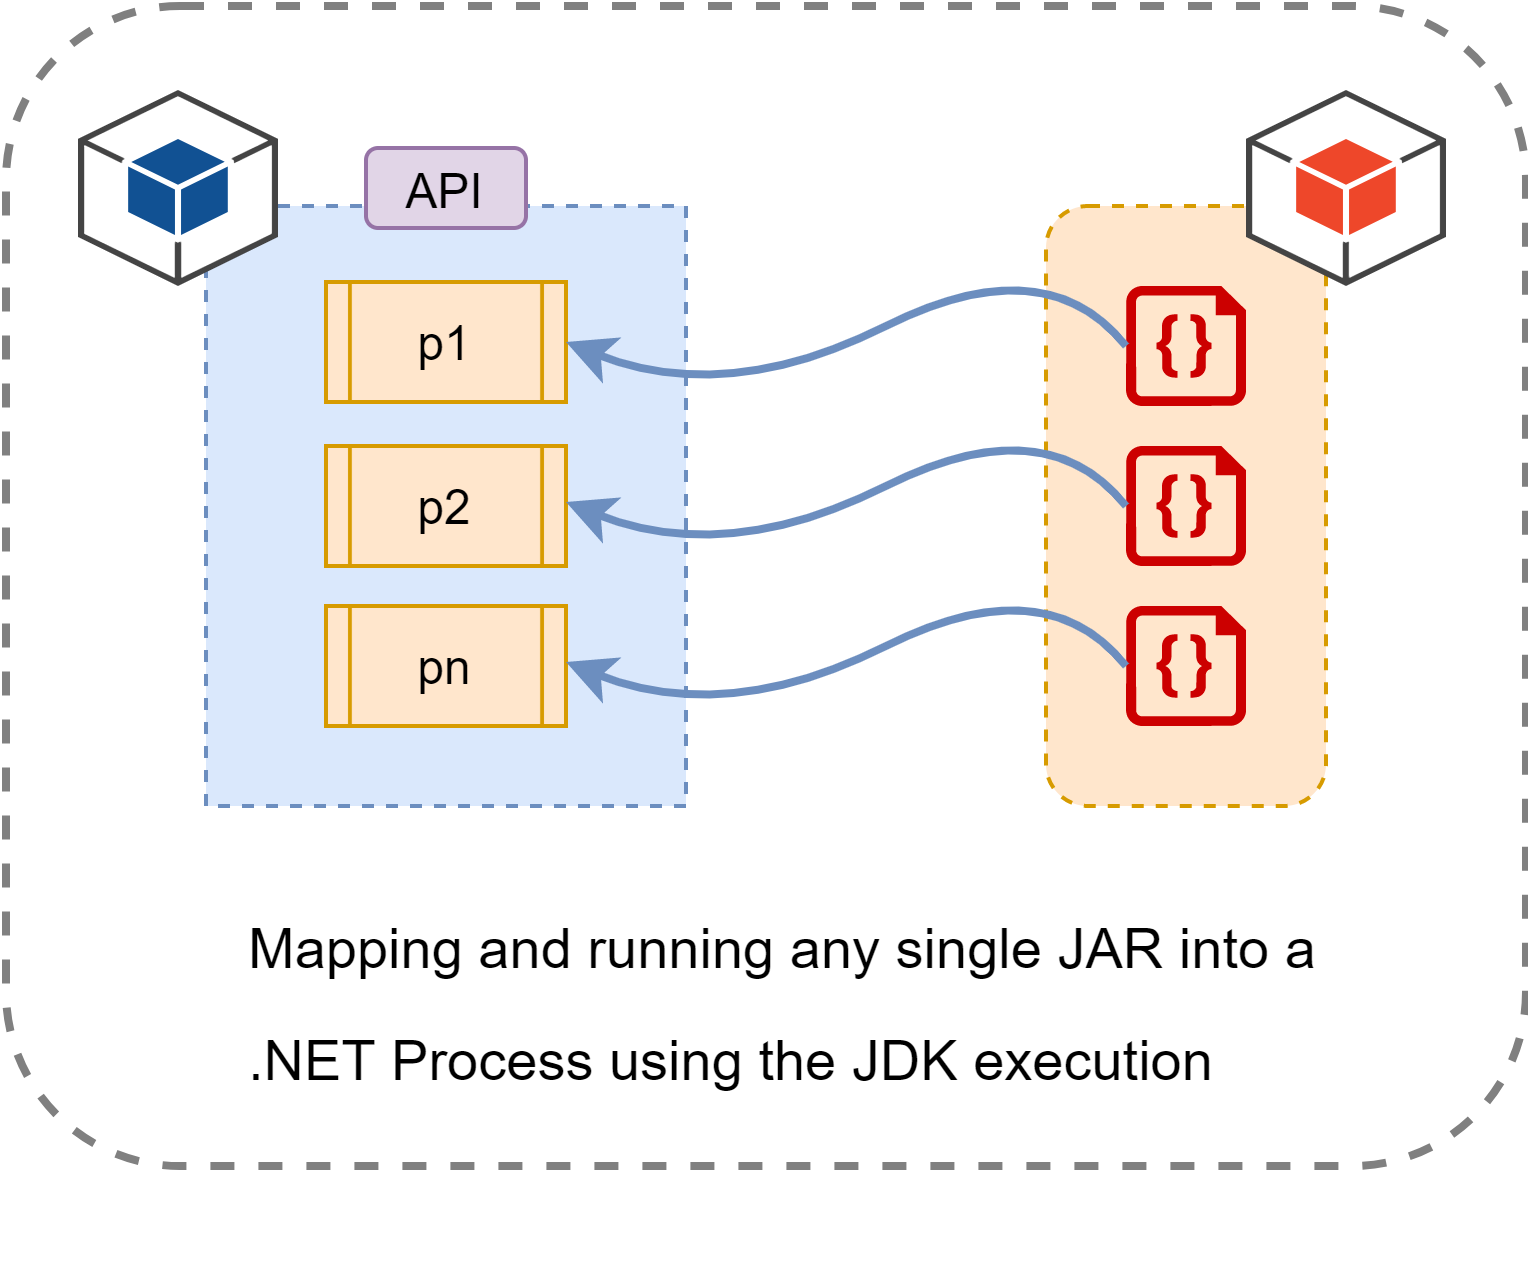 API
p1
{}
p2
{}
pn
{}
Mapping and running any single JAR into a
.NET Process using the JDK execution